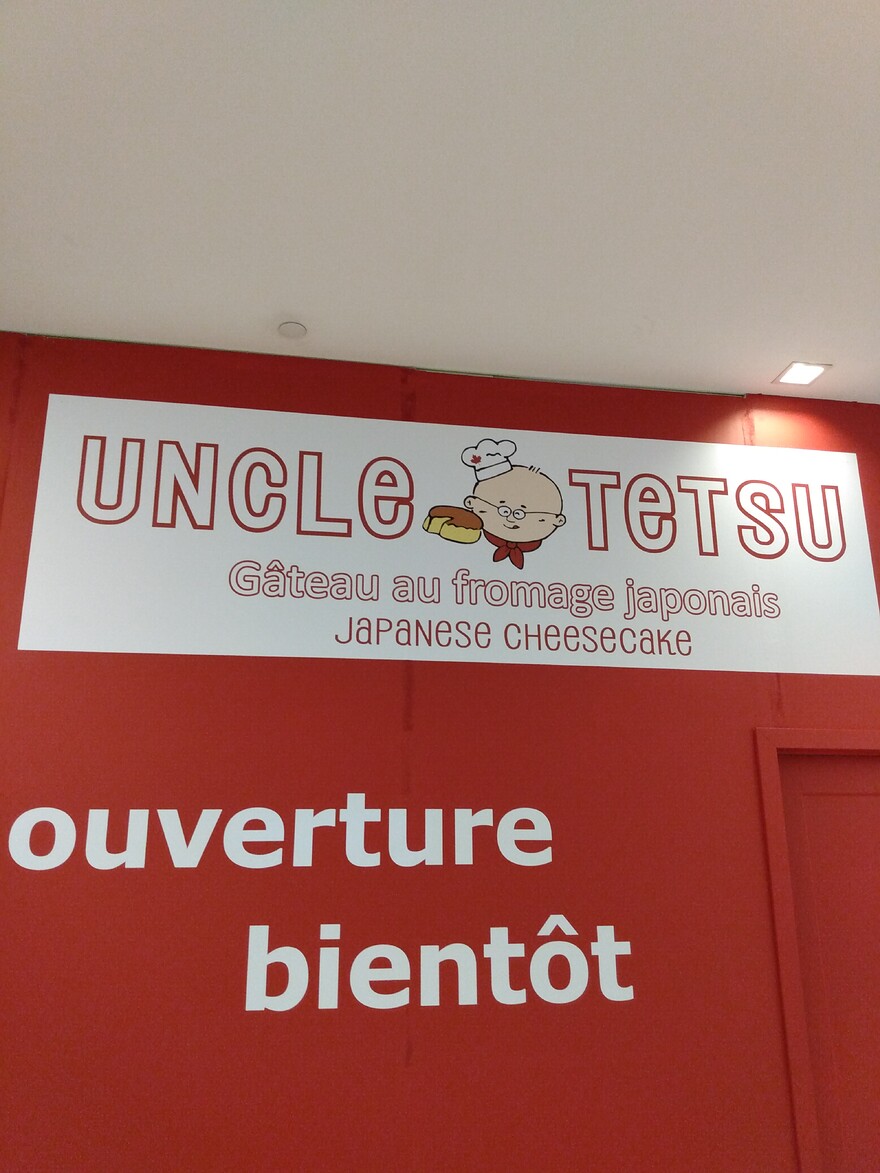 UNCLE TETSU
Gâteau au fromage japonais
JAPANESE CHEESECAKE
ouverture
bientôt